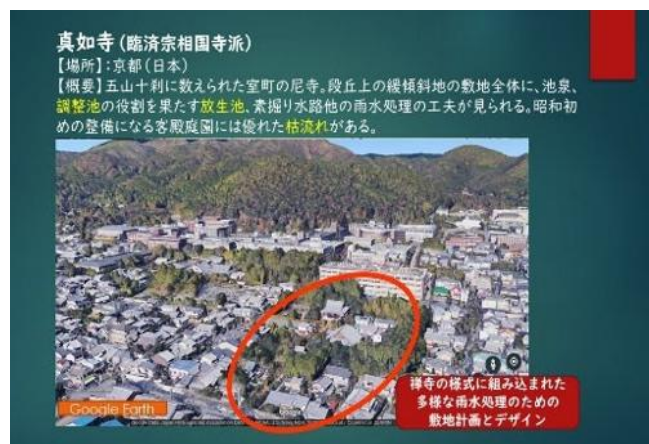 真如寺(臨済宗相国寺派)
【場所】:京都(日本)
【概要】五山十刹に数えられた室町の尼寺。段丘上の緩傾斜地の敷地全体に、池泉、
調整池の役割を果たす放生池、素掘り水路他の雨水処理の工夫が見られる。昭和初
めの整備になる客殿庭園には優れた枯流れがある。
Google Earth
禅寺の様式に組み込まれた
多様な雨水処理のための
敷地計画とデザイン